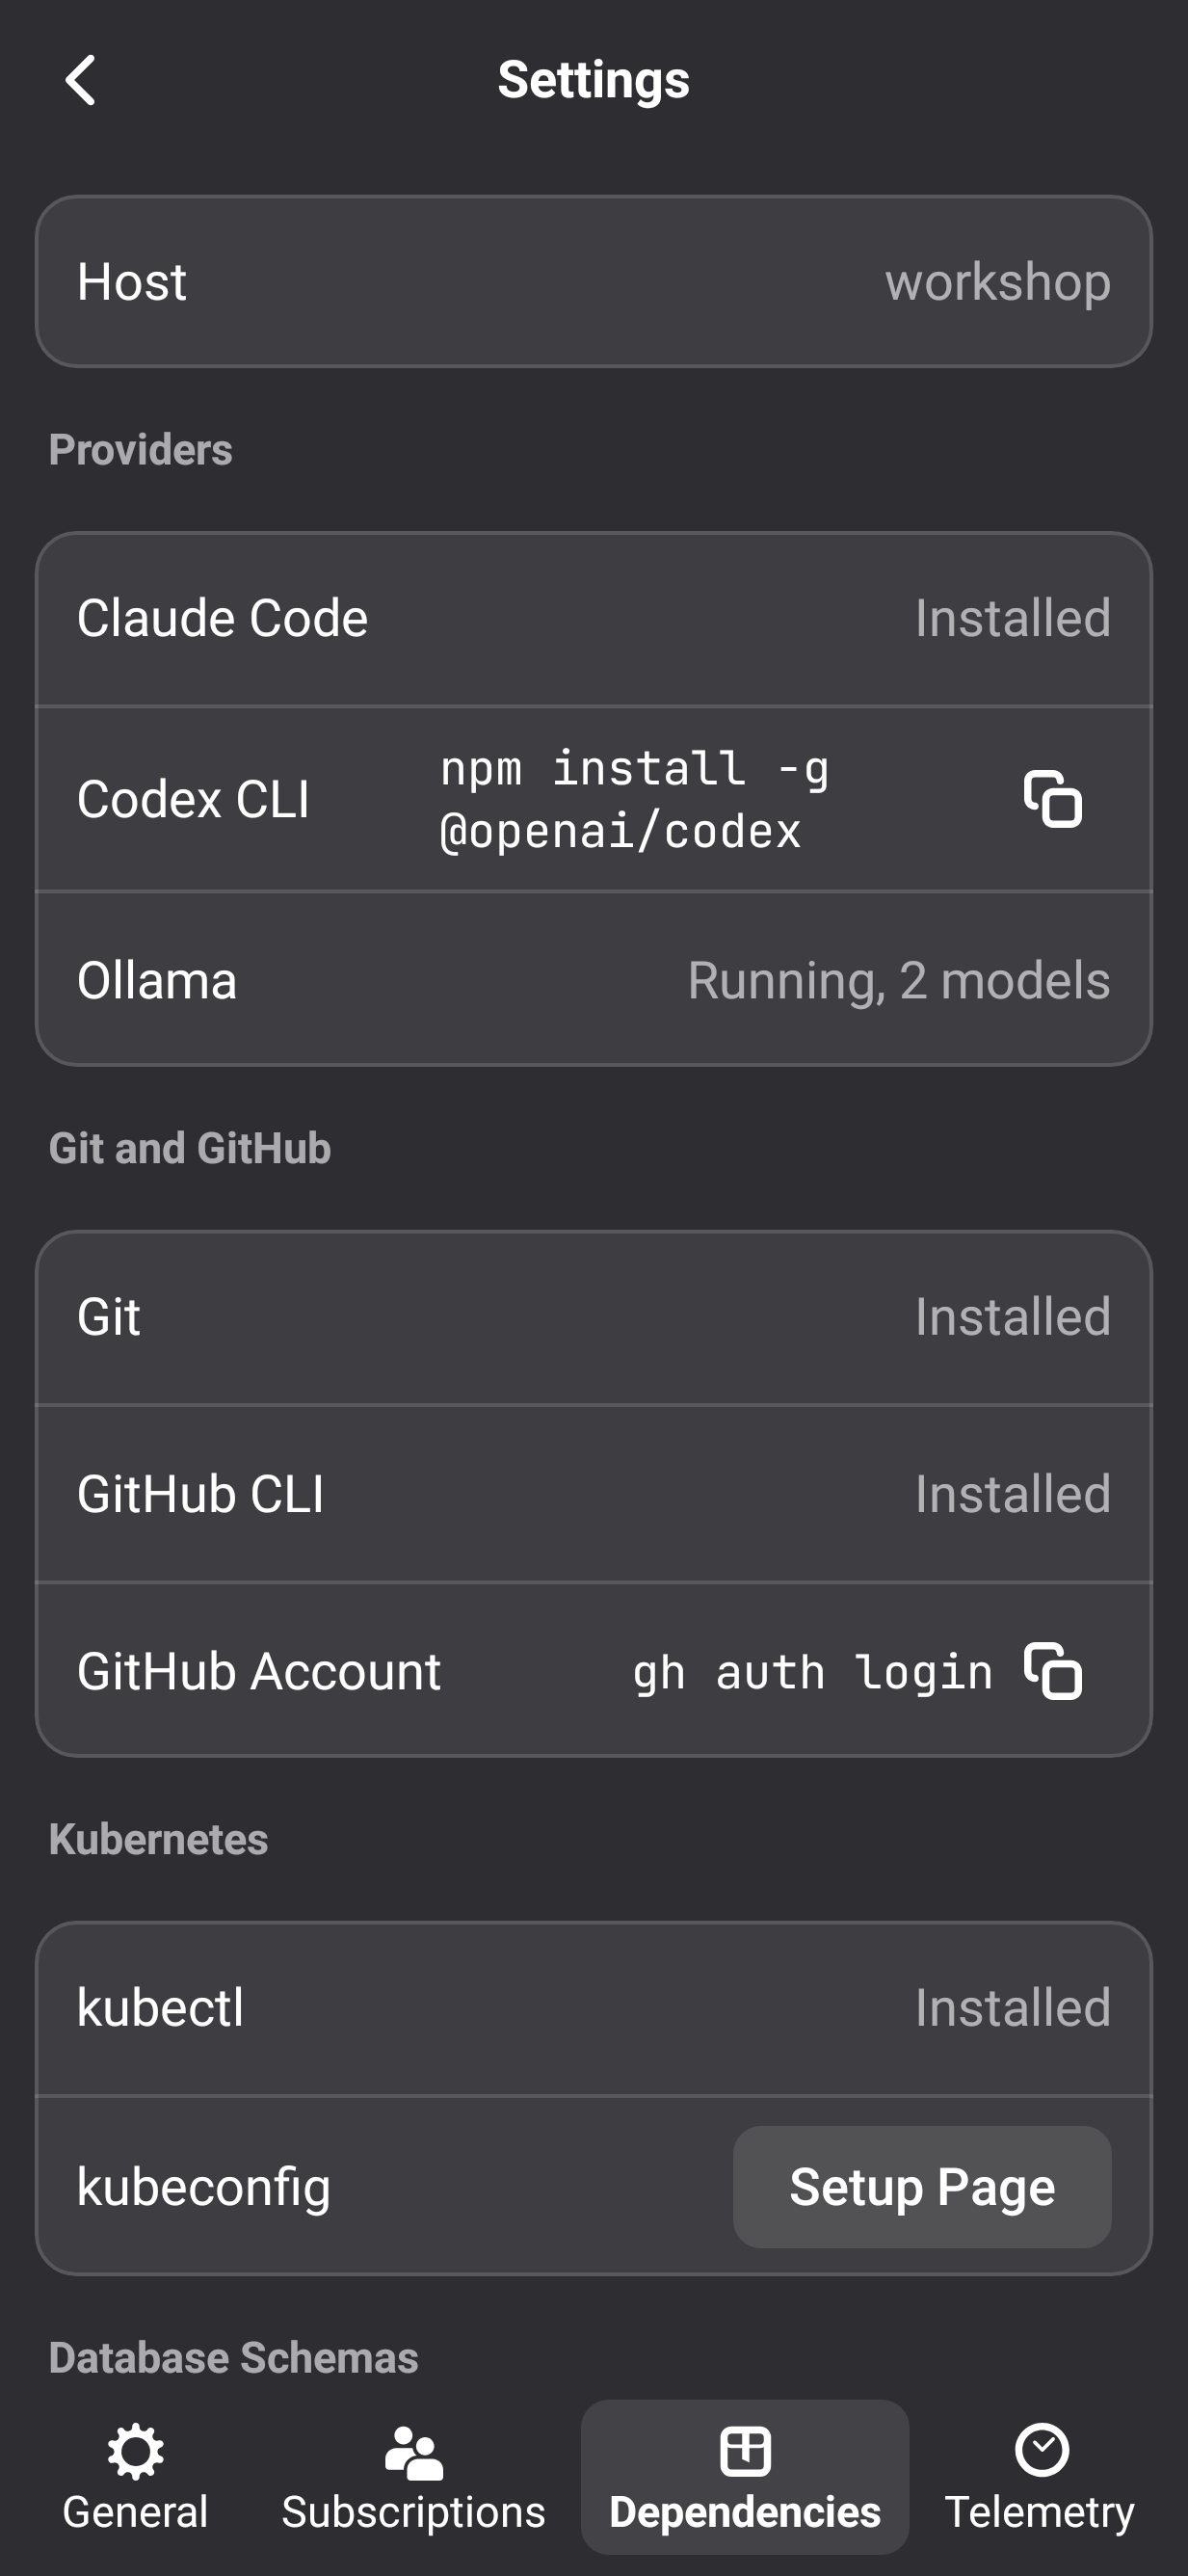 Settings
Host workshop
Providers
Claude Code Installed
Codex CLI npm install -g
@openai/codex
Ollama Running, 2 models
Git and GitHub
Git Installed
GitHub CLI Installed
GitHub Account gh auth login
Kubernetes
kubectl Installed
kubeconfig Setup Page
Database Schemas
General Subscriptions Dependencies Telemetry